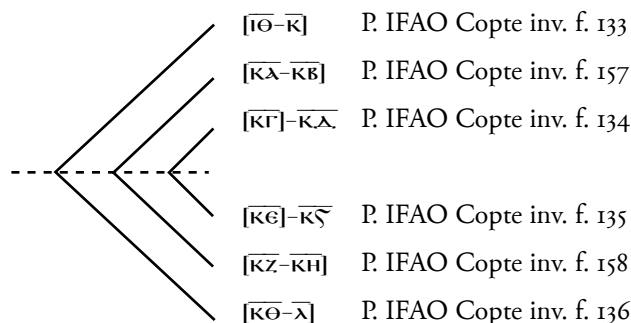 [ⲓ̅ⲑ̅–ⲕ̅] P. IFAO Copte inv. f. 133
[ⲕ̅ⲁ̅–ⲕ̅ⲃ̅] P. IFAO Copte inv. f. 157
[ⲕ̅ⲅ̅]–ⲕ̣̅ⲇ̣̅ P. IFAO Copte inv. f. 134
[ⲕ̅ⲉ̅]–ⲕ̅ⲋ̅ P. IFAO Copte inv. f. 135
[ⲕ̅ⲍ̅–ⲕ̅ⲏ̅] P. IFAO Copte inv. f. 158
[ⲕ̅ⲑ̅–ⲗ̅] P. IFAO Copte inv. f. 136